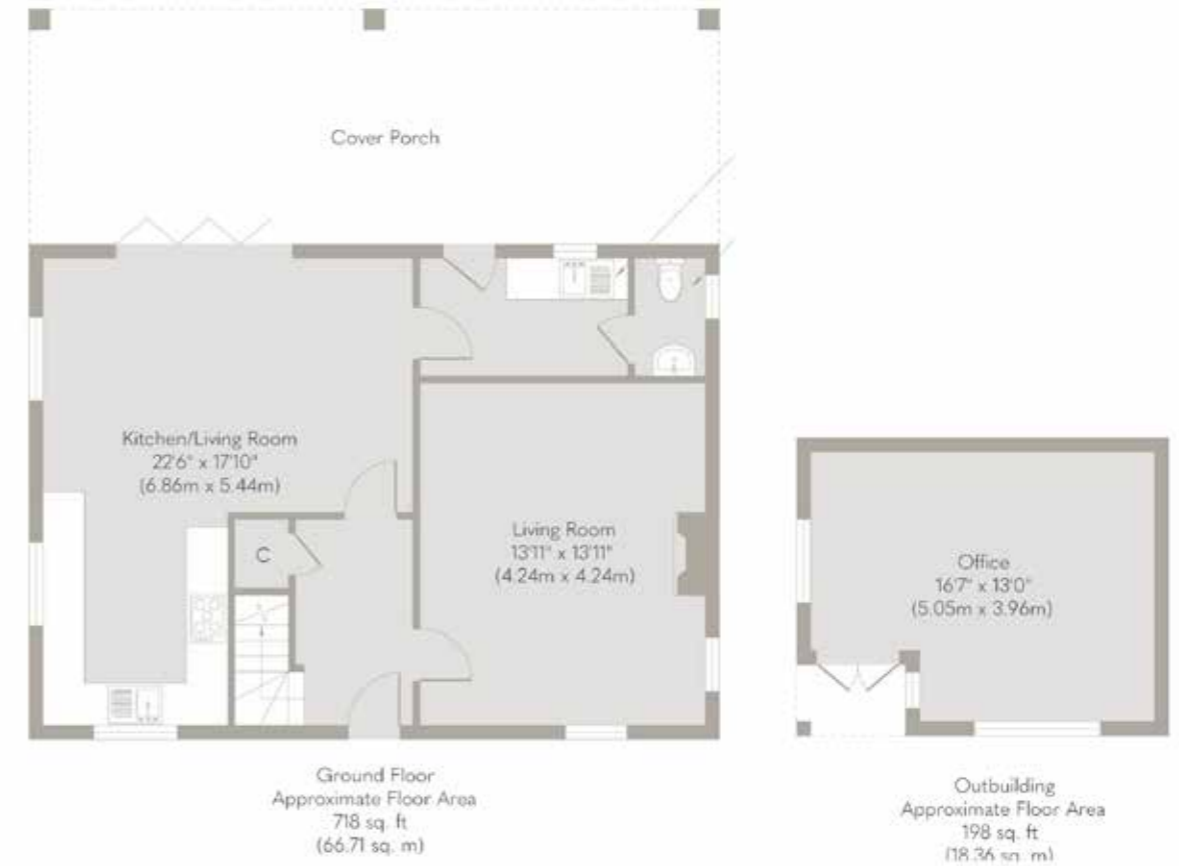 Cover Porch
Kitchen/Living Room
22'6" x 17'10"
(6.86m x 5.44m)
C
Living Room
13'11" x 13'11"
(4.24m x 4.24m)
Office
16'7" x 13'0"
(5.05m x 3.96m)
Ground Floor
Approximate Floor Area
718 sq. ft
(66.71 sq. m)
Outbuilding
Approximate Floor Area
198 sq. ft
(18.36 sq. m)